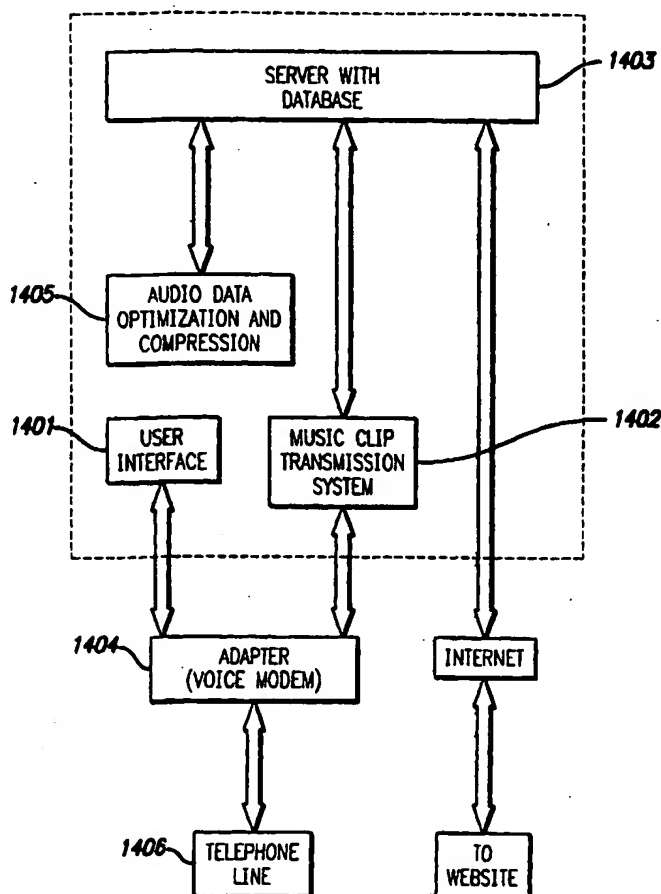 SERVER WITH
DATABASE
1403
1405
AUDIO DATA
OPTIMIZATION AND
COMPRESSION
1401
USER
INTERFACE
MUSIC CLIP
TRANSMISSION
SYSTEM
1402
1404
ADAPTER
(VOICE MODEM)
INTERNET
1406
TELEPHONE
LINE
TO
WEBSITE